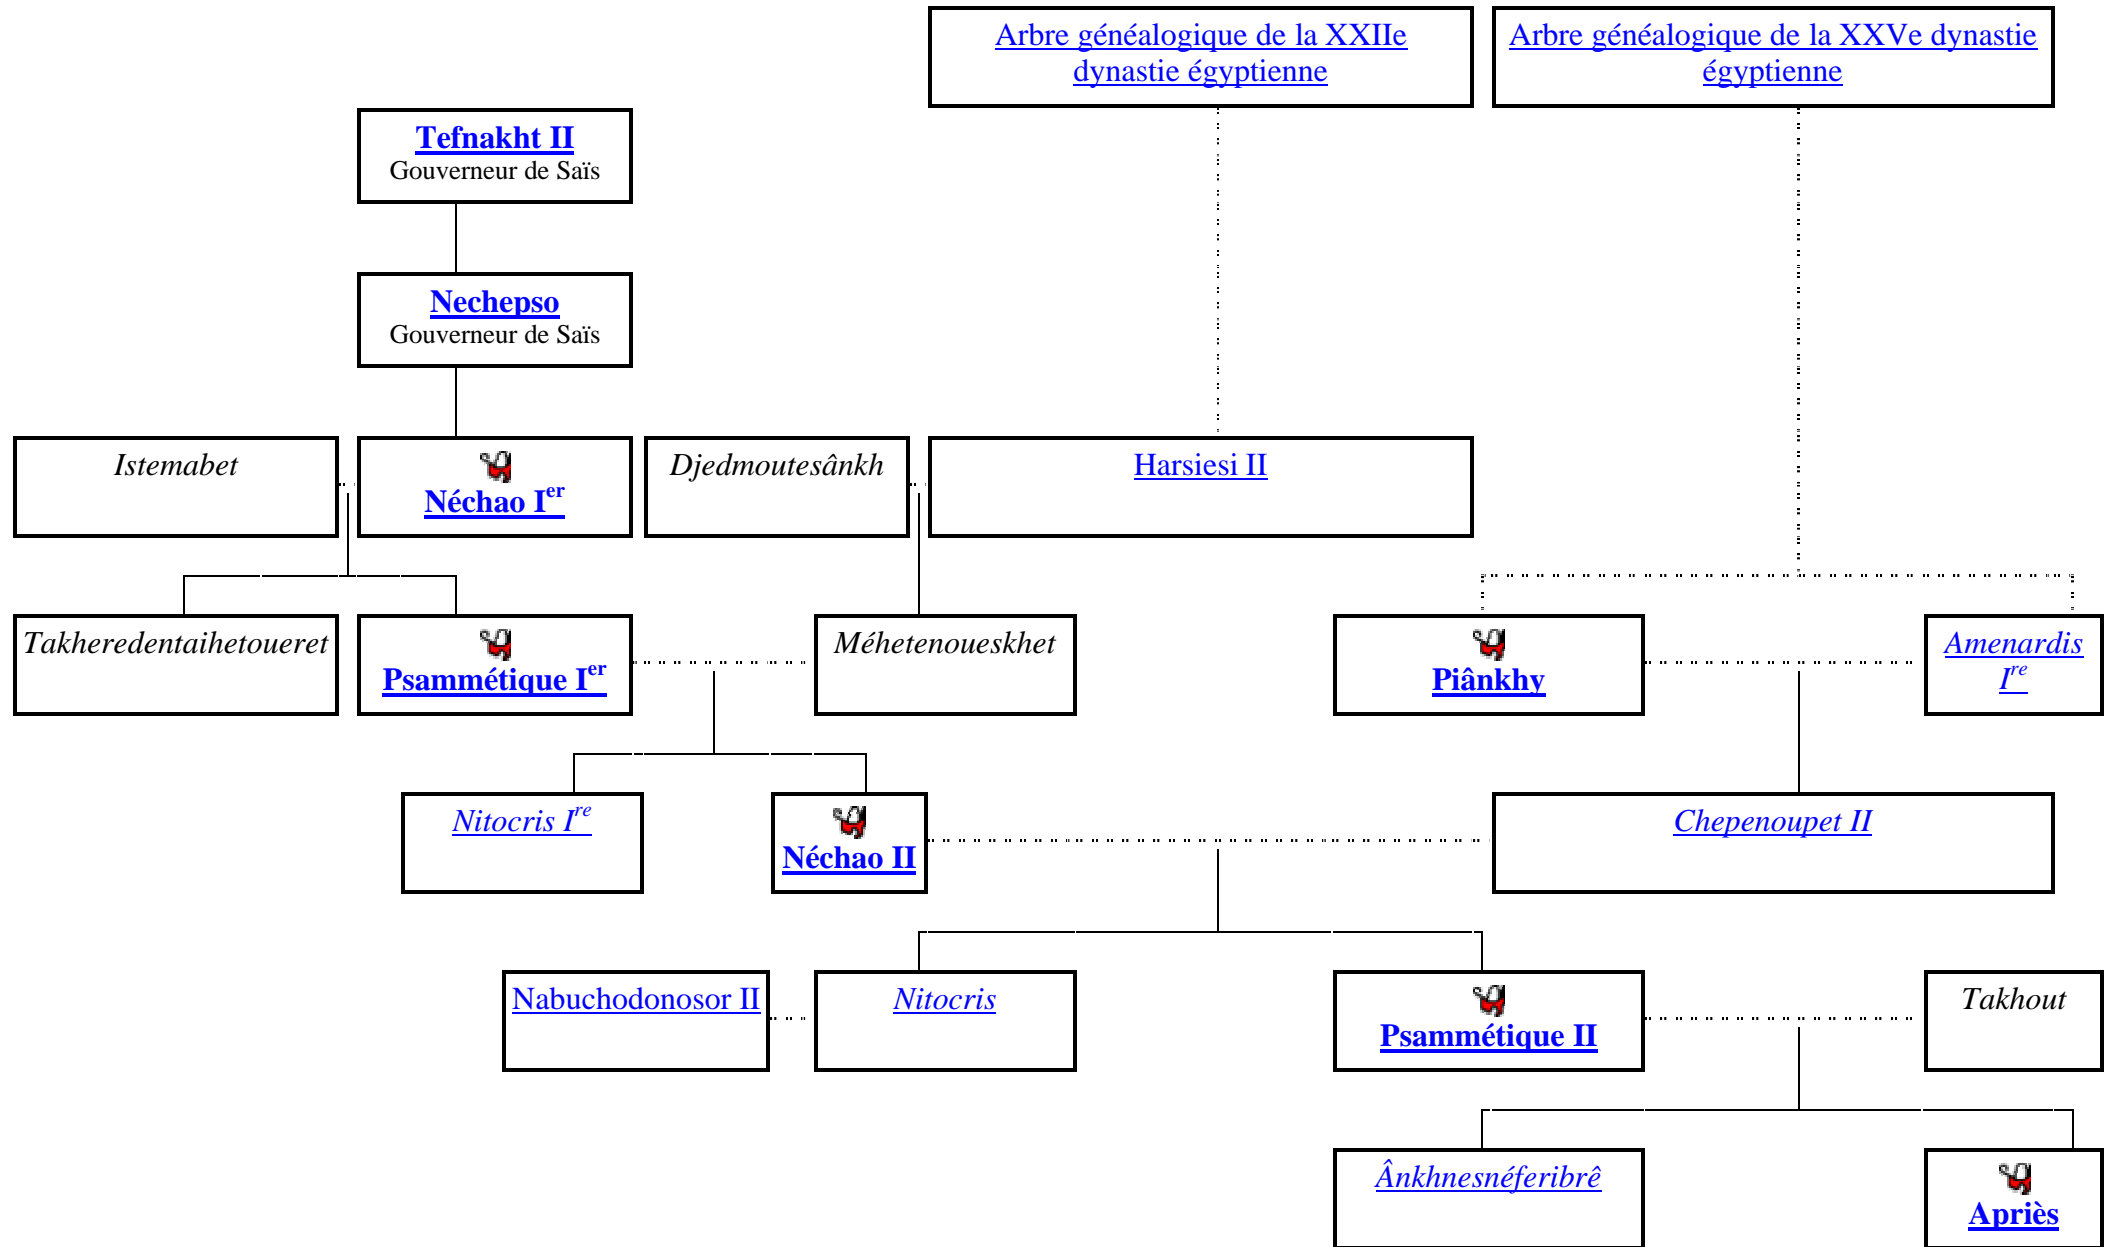 Arbre généalogique de la XXIIe
dynastie égyptienne
Arbre généalogique de la XXVe dynastie
égyptienne
Tefnakht II
Gouverneur de Saïs
Nechepso
Gouverneur de Saïs
Istemabet
Néchao Ier
Djedmoutesânkh
Harsiesi II
Takheredentaihetoueret
Psammétique Ier
Méhetenoueskhet
Piânkhy
Amenardis
Ire
Nitocris Ire
Néchao II
Chepenoupet II
Nabuchodonosor II
Nitocris
Psammétique II
Takhout
Ânkhnesnéferibrê
Apriès